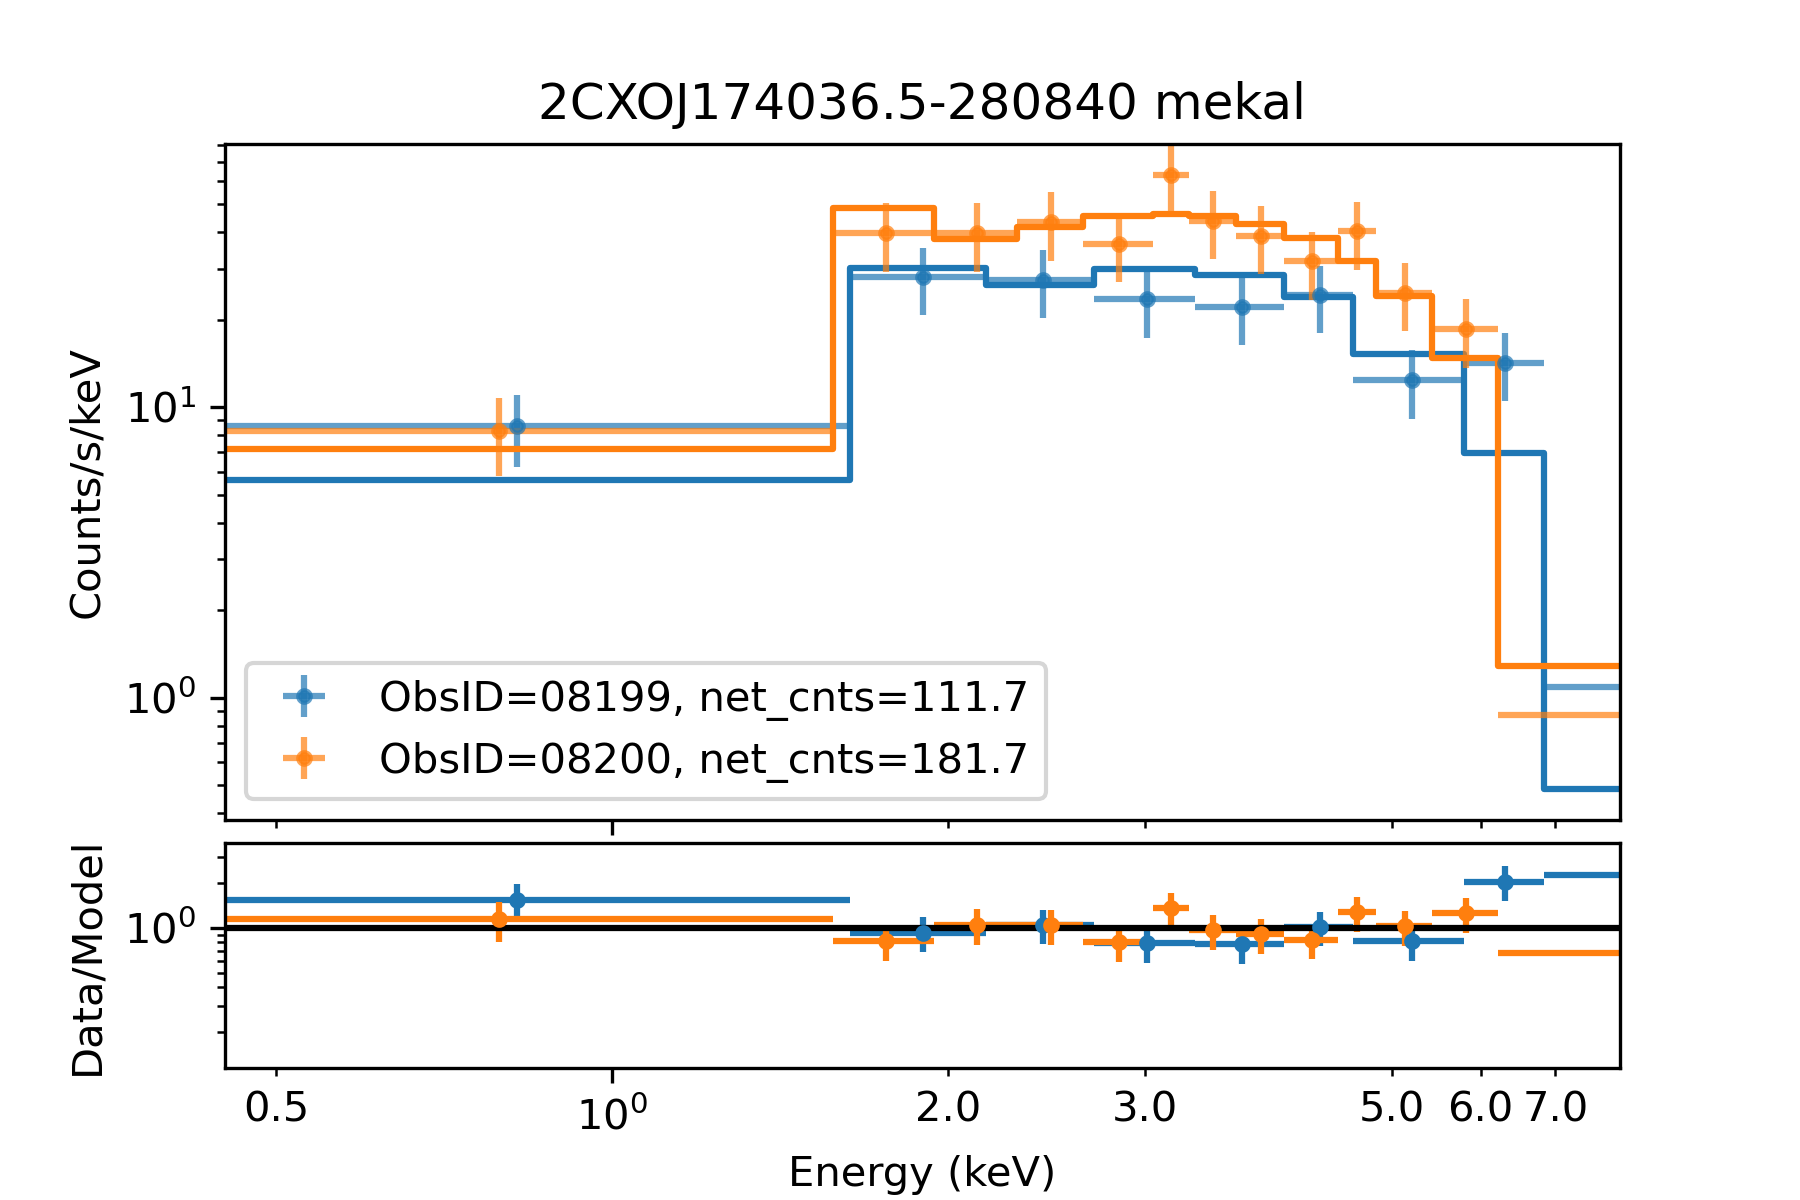 2CXOJ174036.5-280840 mekal
Counts/s/keV
10¹
10⁰
ObsID=08199, net_cnts=111.7
ObsID=08200, net_cnts=181.7
Data/Model
10⁰
0.5 10⁰ 2.0 3.0 5.0 6.0 7.0
Energy (keV)